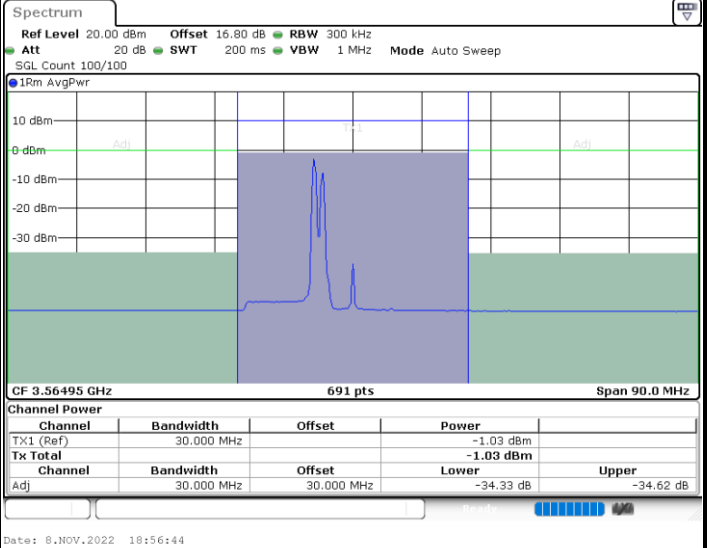 Spectrum
Ref Level 20.00 dBm Offset 16.80 dB RBW 300 kHz
Att 20 dB SWT 200 ms VBW 1 MHz Mode Auto Sweep
SGL Count 100/100
1Rm AvgPwr
10 dBm
TX1
Adj
0 dBm
Adj
-10 dBm
-20 dBm
-30 dBm
CF 3.56495 GHz 691 pts Span 90.0 MHz
Channel Power
Channel Bandwidth Offset Power
TX1 (Ref) 30.000 MHz -1.03 dBm
Tx Total -1.03 dBm
Channel Bandwidth Offset Lower Upper
Adj 30.000 MHz 30.000 MHz -34.33 dB -34.62 dB
Ready
Date: 8.NOV.2022 18:56:44